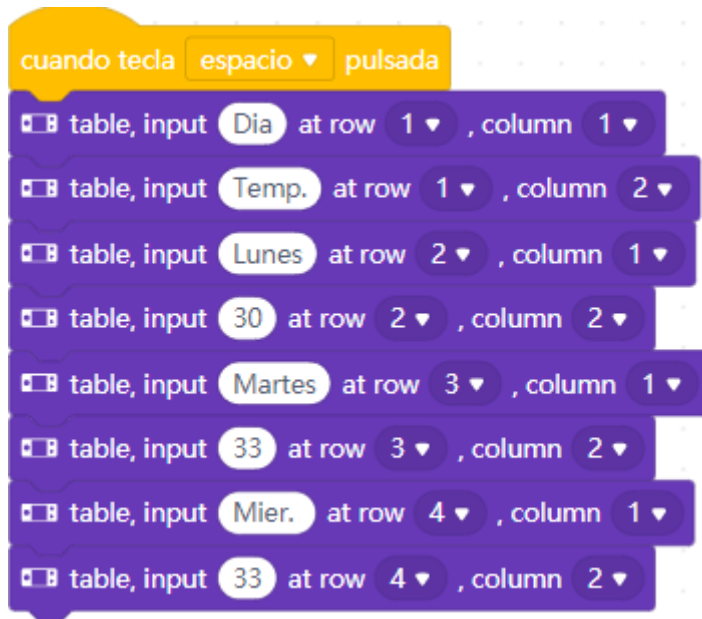 cuando tecla espacio pulsada
table, input Dia at row 1 , column 1
table, input Temp. at row 1 , column 2
table, input Lunes at row 2 , column 1
table, input 30 at row 2 , column 2
table, input Martes at row 3 , column 1
table, input 33 at row 3 , column 2
table, input Mier. at row 4 , column 1
table, input 33 at row 4 , column 2